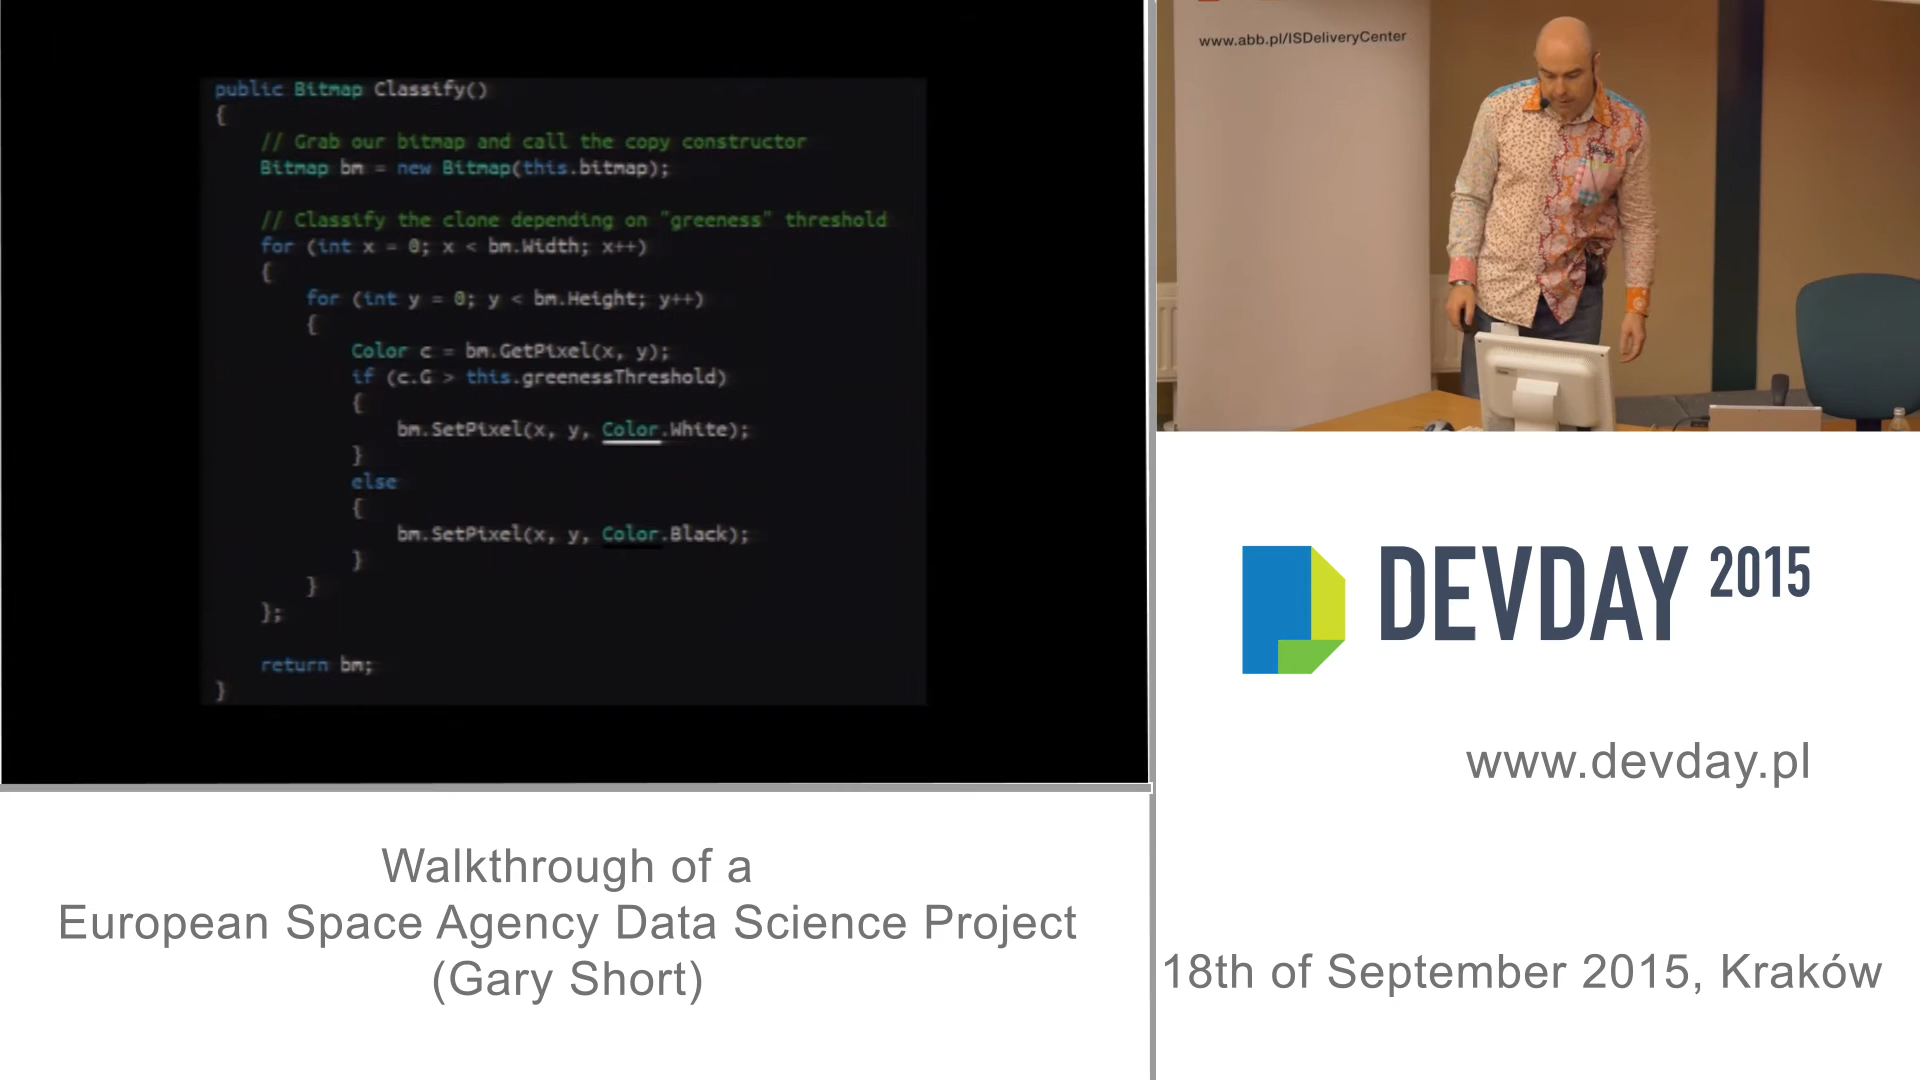 public Bitmap Classify()
{
// Grab our bitmap and call the copy constructor
Bitmap bm = new Bitmap(this.bitmap);
// Classify the clone depending on "greeness" threshold
for (int x = 0; x < bm.Width; x++)
{
for (int y = 0; y < bm.Height; y++)
{
Color c = bm.GetPixel(x, y);
if (c.G > this.greenessThreshold)
{
bm.SetPixel(x, y, Color.White);
}
else
{
bm.SetPixel(x, y, Color.Black);
}
}
};
return bm;
}
www.abb.pl/ISDeliveryCenter
DEVDAY 2015
www.devday.pl
Walkthrough of a
European Space Agency Data Science Project
(Gary Short)
18th of September 2015, Kraków